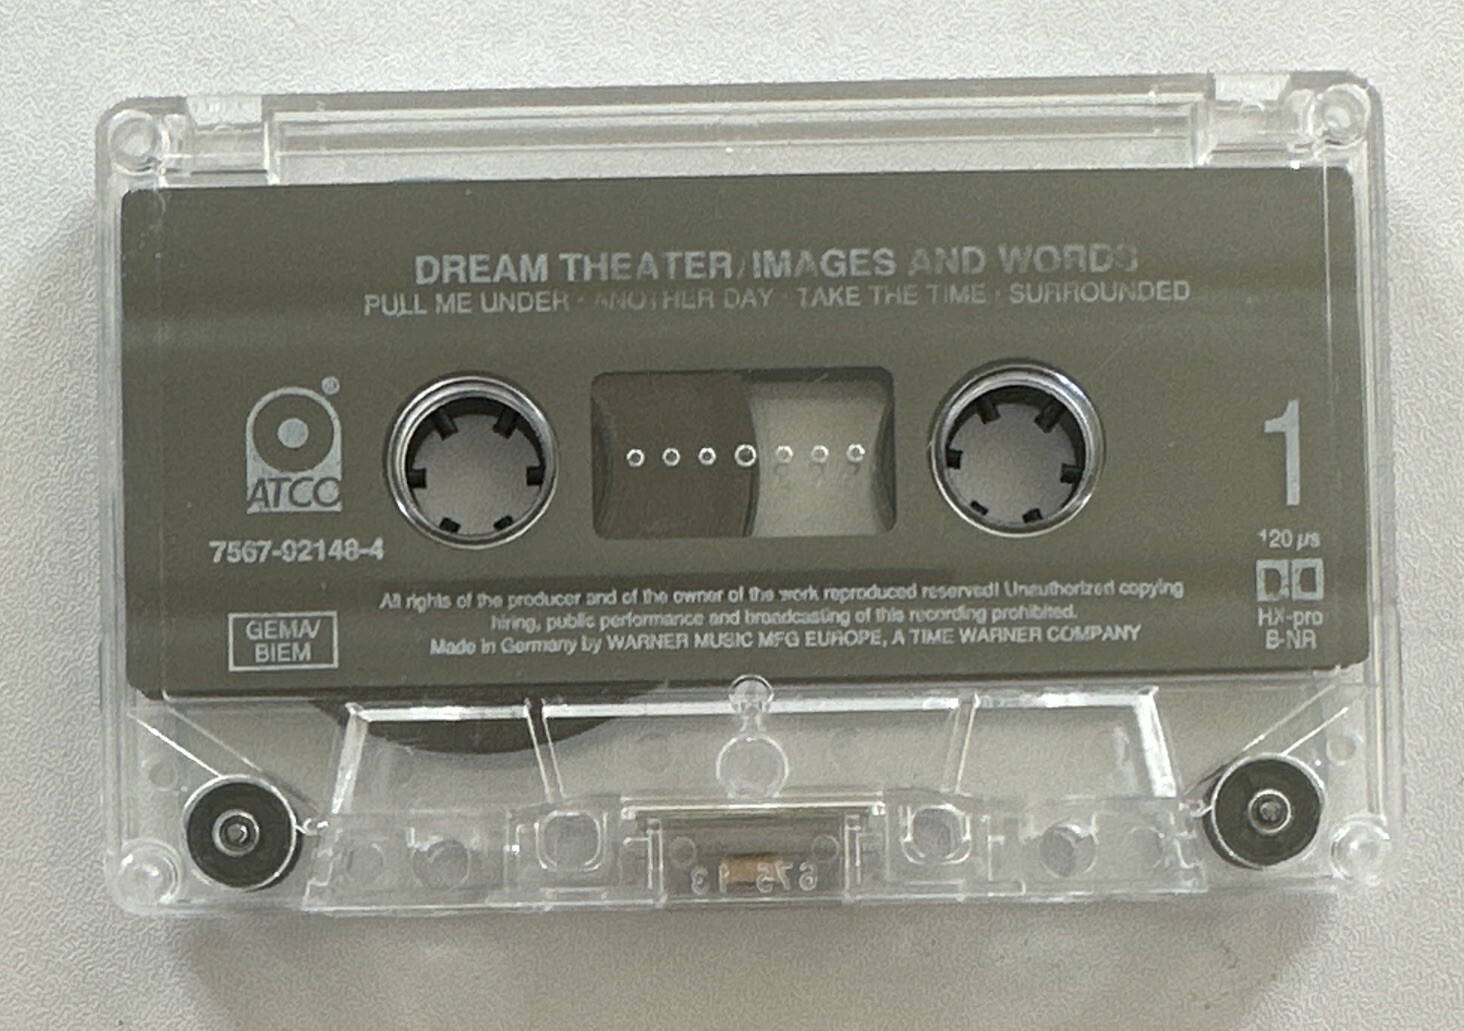 DREAM THEATER/IMAGES AND WORDS
PULL ME UNDER · ANOTHER DAY · TAKE THE TIME · SURROUNDED
®
ATCO
7567-92148-4
1
120 µs
HX-pro
B-NR
GEMA/
BIEM
All rights of the producer and of the owner of the work reproduced reserved! Unauthorized copying
hiring, public performance and broadcasting of this recording prohibited.
Made in Germany by WARNER MUSIC MFG EUROPE, A TIME WARNER COMPANY